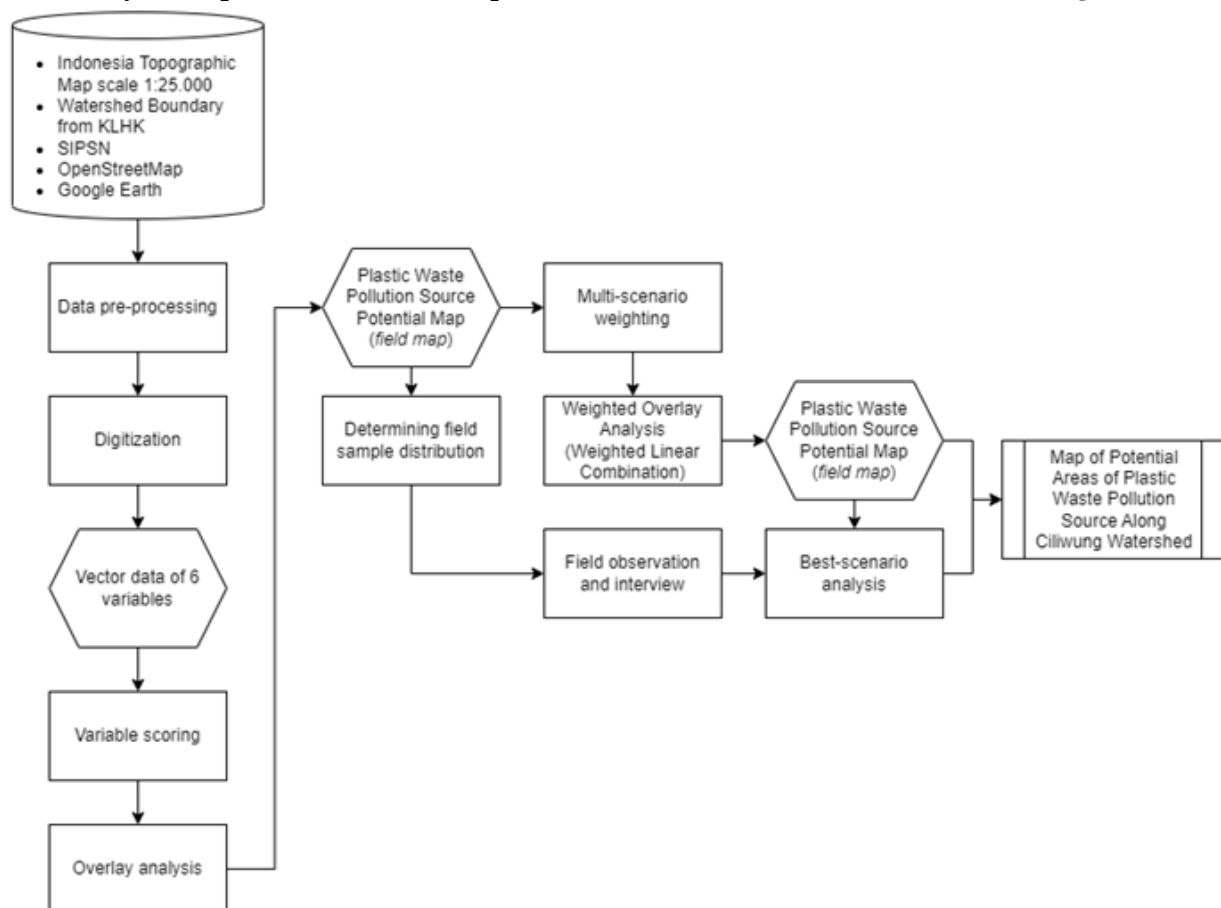 • Indonesia Topographic
Map scale 1:25.000
• Watershed Boundary
from KLHK
• SIPSN
• OpenStreetMap
• Google Earth
Data pre-processing
Digitization
Vector data of 6
variables
Variable scoring
Overlay analysis
Plastic Waste
Pollution Source
Potential Map
(field map)
Determining field
sample distribution
Multi-scenario
weighting
Weighted Overlay
Analysis
(Weighted Linear
Combination)
Field observation
and interview
Plastic Waste
Pollution Source
Potential Map
(field map)
Best-scenario
analysis
Map of Potential
Areas of Plastic
Waste Pollution
Source Along
Ciliwung Watershed